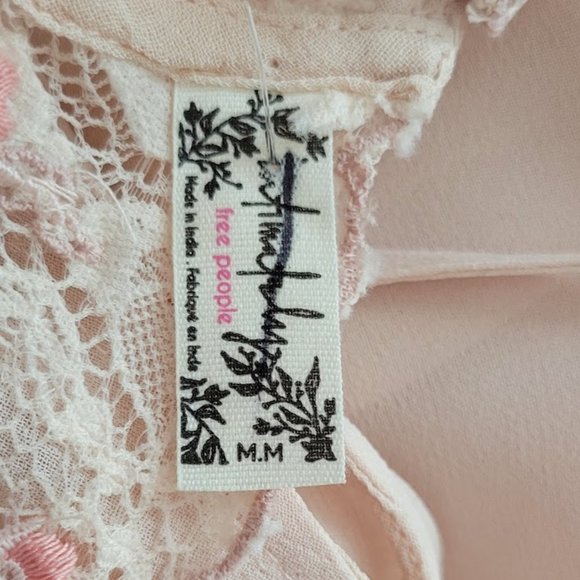 intimately
free people
Made in India . Fabriqué en Inde
M.M